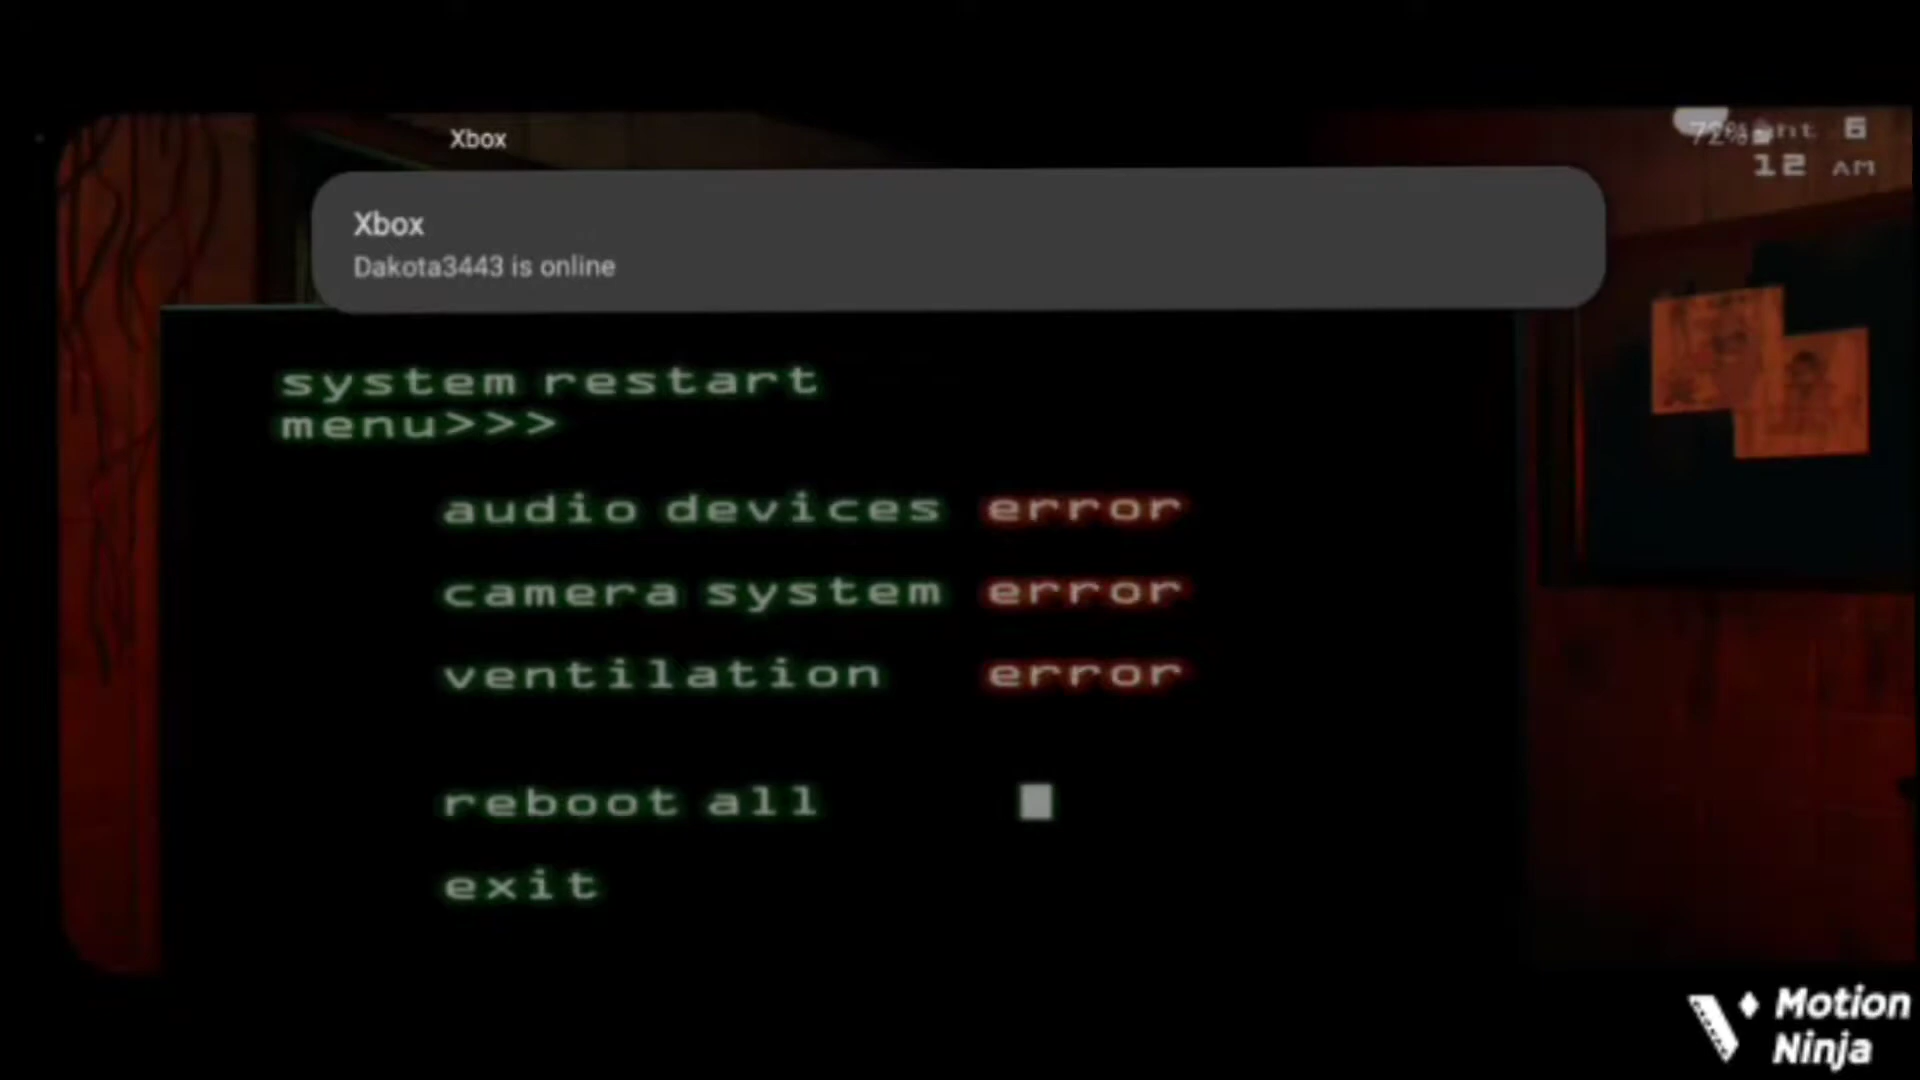 Xbox
72%
6
12 AM
Xbox
Dakota3443 is online
system restart
menu>>>
audio devices error
camera system error
ventilation error
reboot all
exit
Motion
Ninja